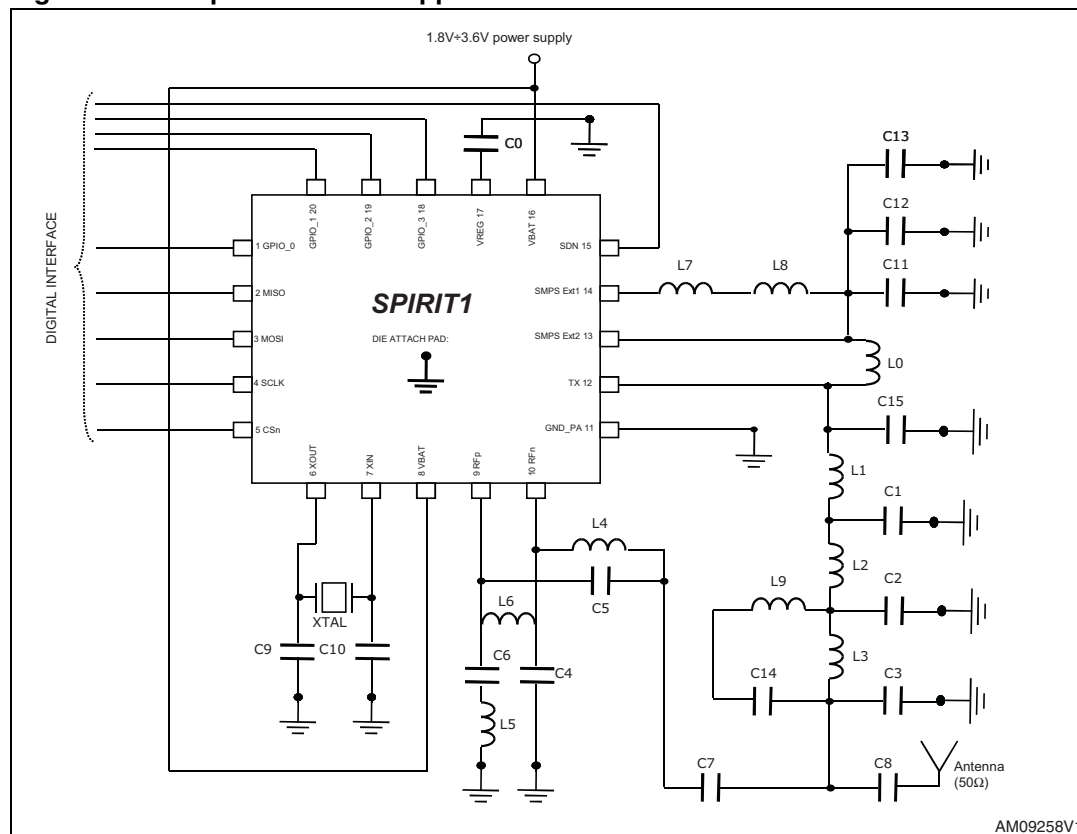 1.8V÷3.6V power supply
DIGITAL INTERFACE
C0
C13
C12
C11
GPIO_1 20
GPIO_2 19
GPIO_3 18
VREG 17
VBAT 16
1 GPIO_0
SDN 15
2 MISO
SPIRIT1
SMPS Ext1 14
L7
L8
3 MOSI
DIE ATTACH PAD:
SMPS Ext2 13
L0
4 SCLK
TX 12
C15
5 CSn
GND_PA 11
6 XOUT
7 XIN
8 VBAT
9 RFp
10 RFn
L1
C1
L4
L2
C5
L9
C2
XTAL
L6
C9
C10
C6
C4
L3
C14
C3
L5
C7
C8
Antenna
(50Ω)